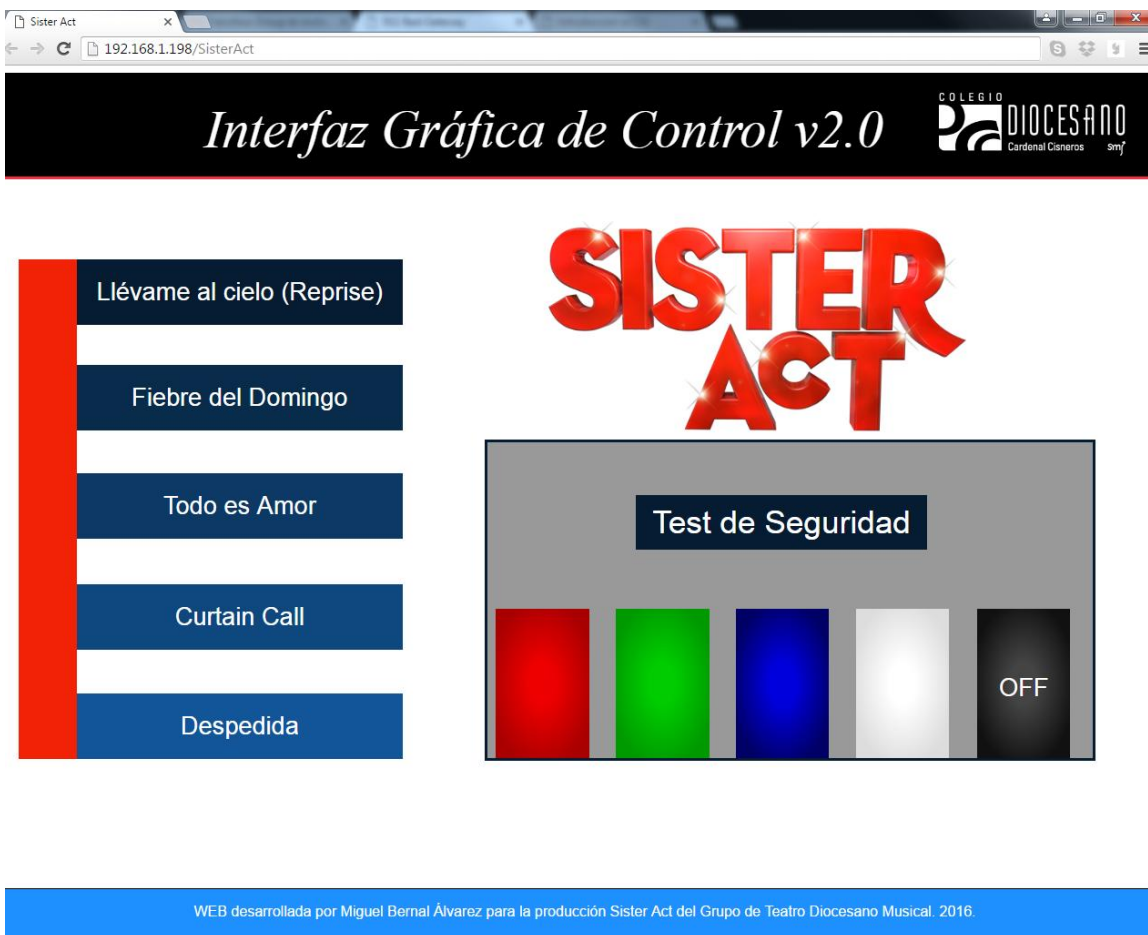 Sister Act
192.168.1.198/SisterAct
Interfaz Gráfica de Control v2.0
COLEGIO
DIOCESANO
Cardenal Cisneros smj
SISTER
ACT
Llévame al cielo (Reprise)
Fiebre del Domingo
Todo es Amor
Curtain Call
Despedida
Test de Seguridad
OFF
WEB desarrollada por Miguel Bernal Álvarez para la producción Sister Act del Grupo de Teatro Diocesano Musical. 2016.